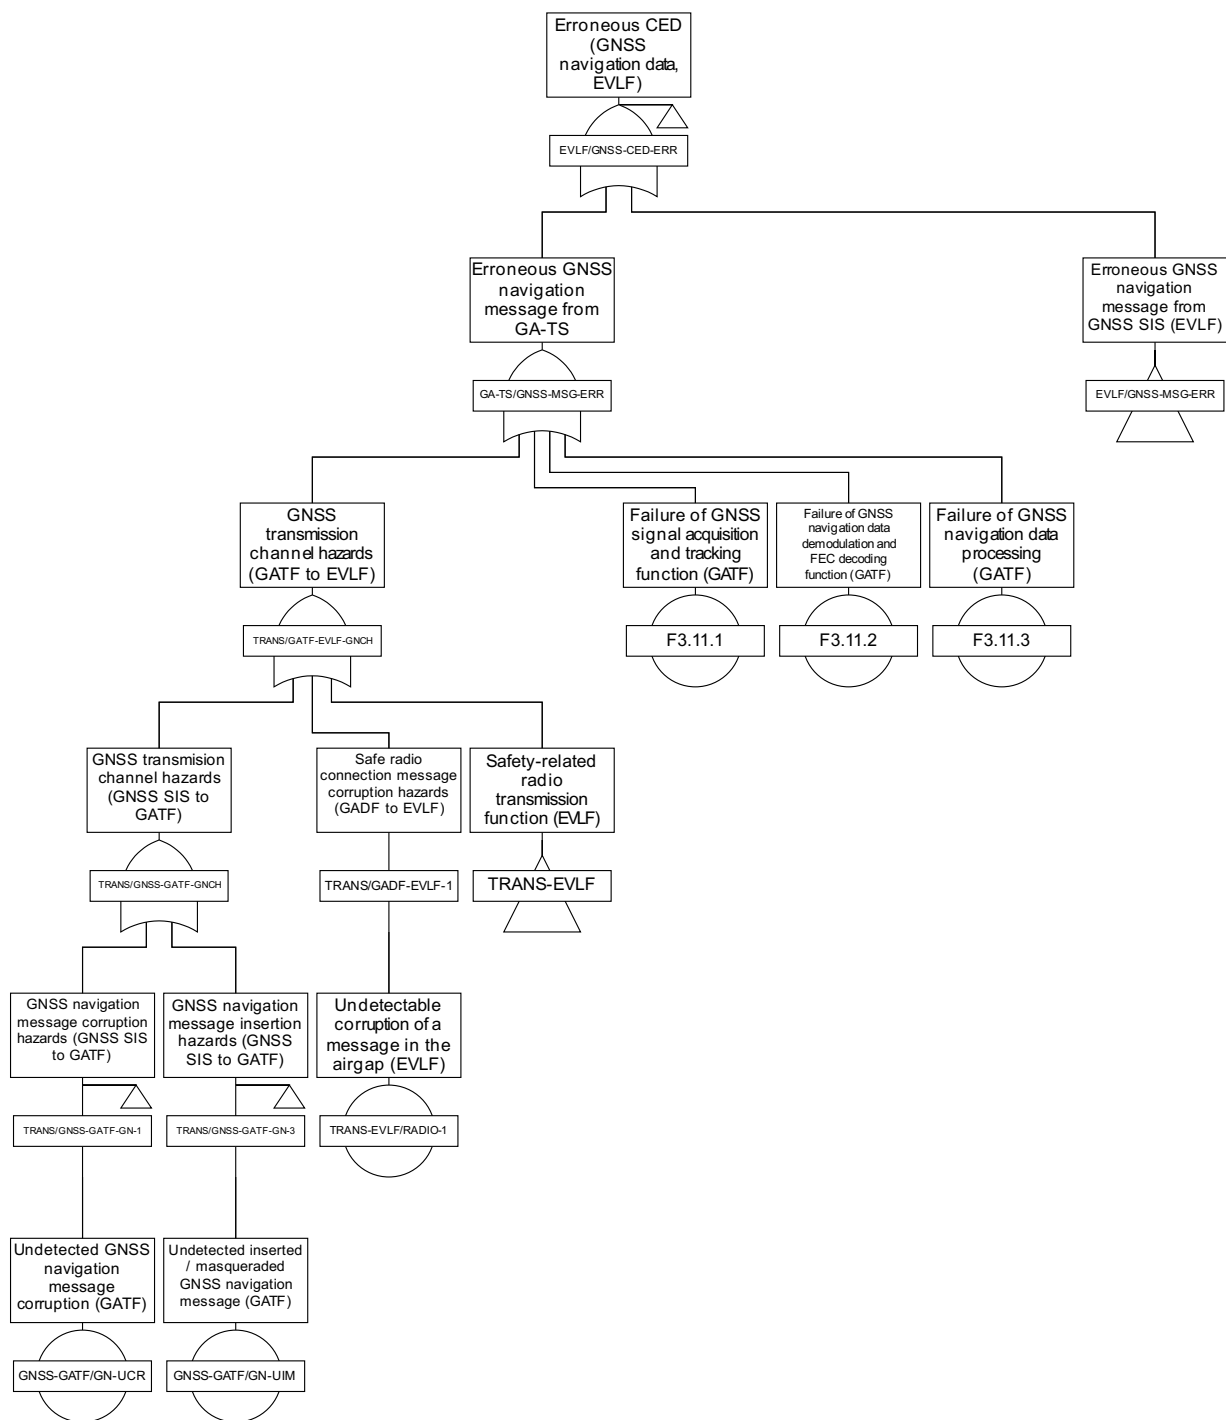 Erroneous CED
(GNSS
navigation data,
EVLF)
EVLF/GNSS-CED-ERR
Erroneous GNSS
navigation
message from
GA-TS
Erroneous GNSS
navigation
message from
GNSS SIS (EVLF)
GA-TS/GNSS-MSG-ERR
EVLF/GNSS-MSG-ERR
GNSS
transmission
channel hazards
(GATF to EVLF)
Failure of GNSS
signal acquisition
and tracking
function (GATF)
Failure of GNSS
navigation data
demodulation and
FEC decoding
function (GATF)
Failure of GNSS
navigation data
processing
(GATF)
TRANS/GATF-EVLF-GNCH
F3.11.1
F3.11.2
F3.11.3
GNSS transmision
channel hazards
(GNSS SIS to
GATF)
Safe radio
connection message
corruption hazards
(GADF to EVLF)
Safety-related
radio
transmission
function (EVLF)
TRANS/GNSS-GATF-GNCH
TRANS/GADF-EVLF-1
TRANS-EVLF
GNSS navigation
message corruption
hazards (GNSS SIS
to GATF)
GNSS navigation
message insertion
hazards (GNSS
SIS to GATF)
Undetectable
corruption of a
message in the
airgap (EVLF)
TRANS/GNSS-GATF-GN-1
TRANS/GNSS-GATF-GN-3
TRANS-EVLF/RADIO-1
Undetected GNSS
navigation
message
corruption (GATF)
Undetected inserted
/ masqueraded
GNSS navigation
message (GATF)
GNSS-GATF/GN-UCR
GNSS-GATF/GN-UIM